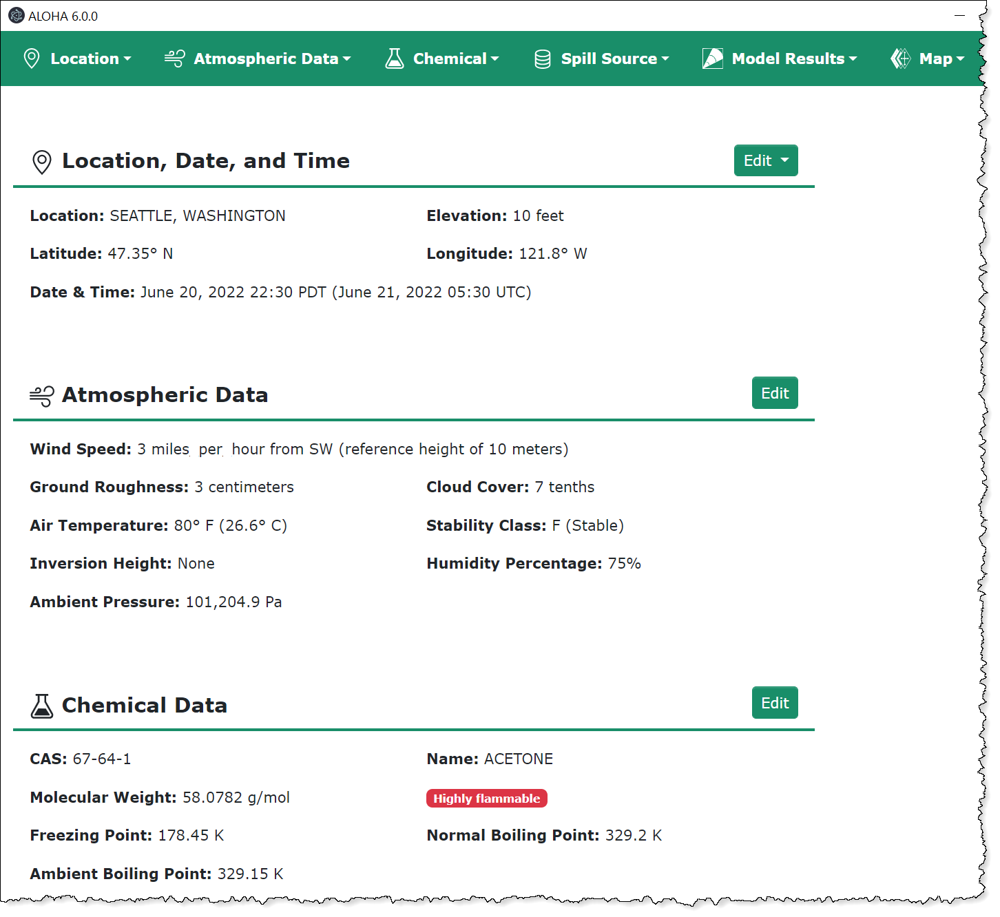 ALOHA 6.0.0
Location Atmospheric Data Chemical Spill Source Model Results Map
Location, Date, and Time Edit
Location: SEATTLE, WASHINGTON Elevation: 10 feet
Latitude: 47.35° N Longitude: 121.8° W
Date & Time: June 20, 2022 22:30 PDT (June 21, 2022 05:30 UTC)
Atmospheric Data Edit
Wind Speed: 3 miles per hour from SW (reference height of 10 meters)
Ground Roughness: 3 centimeters Cloud Cover: 7 tenths
Air Temperature: 80° F (26.6° C) Stability Class: F (Stable)
Inversion Height: None Humidity Percentage: 75%
Ambient Pressure: 101,204.9 Pa
Chemical Data Edit
CAS: 67-64-1 Name: ACETONE
Molecular Weight: 58.0782 g/mol Highly flammable
Freezing Point: 178.45 K Normal Boiling Point: 329.2 K
Ambient Boiling Point: 329.15 K